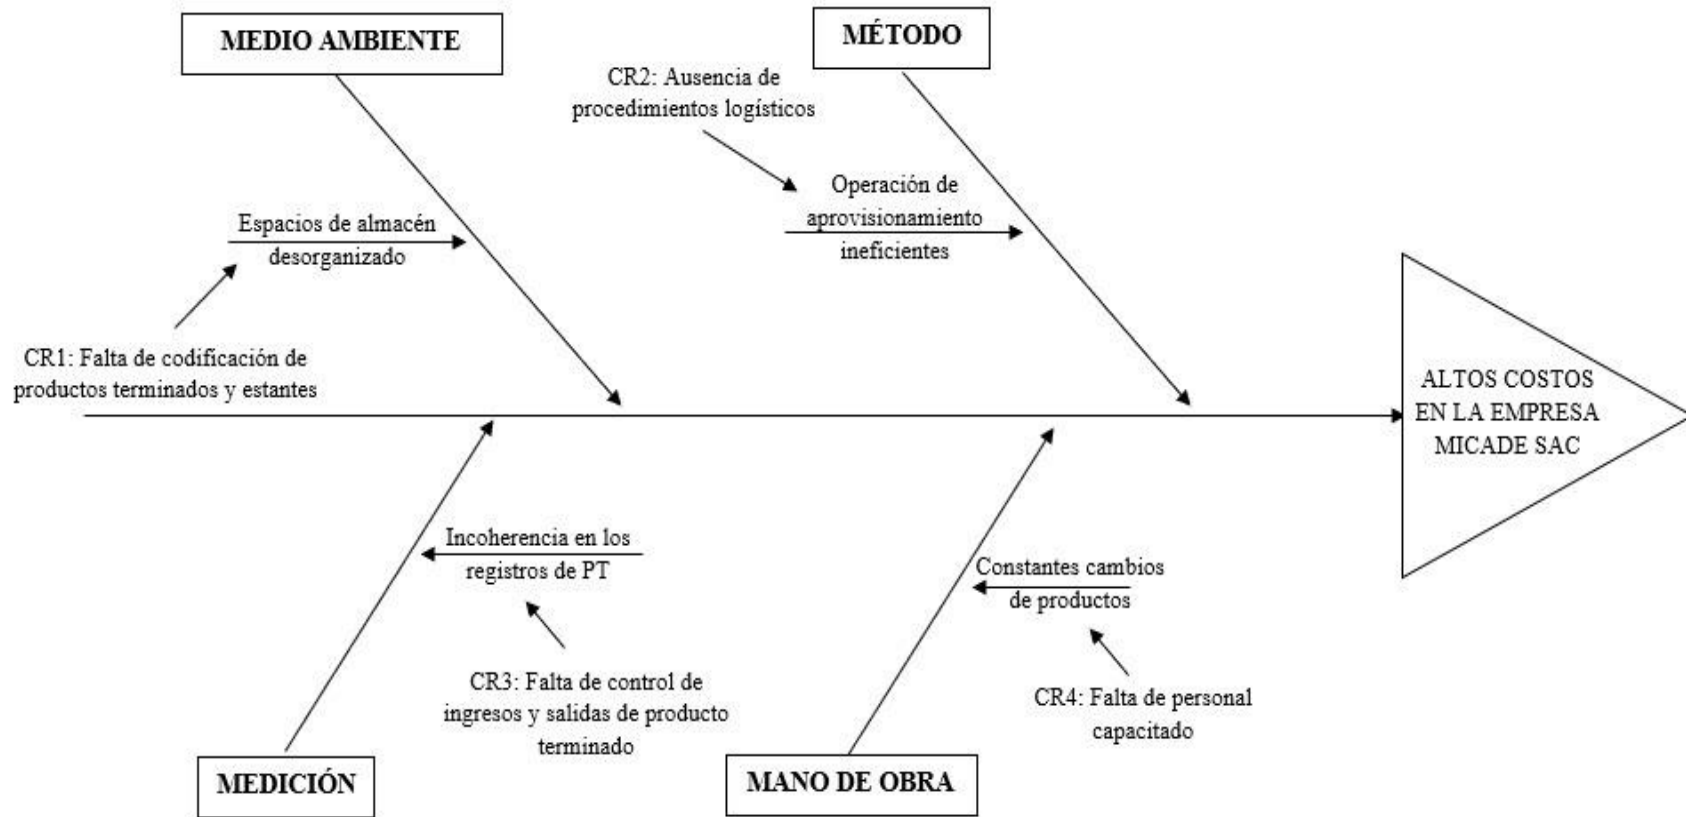 MEDIO AMBIENTE
MÉTODO
CR2: Ausencia de
procedimientos logísticos
Operación de
aprovisionamiento
ineficientes
Espacios de almacén
desorganizado
CR1: Falta de codificación de
productos terminados y estantes
ALTOS COSTOS
EN LA EMPRESA
MICADE SAC
Incoherencia en los
registros de PT
CR3: Falta de control de
ingresos y salidas de producto
terminado
Constantes cambios
de productos
CR4: Falta de personal
capacitado
MEDICIÓN
MANO DE OBRA